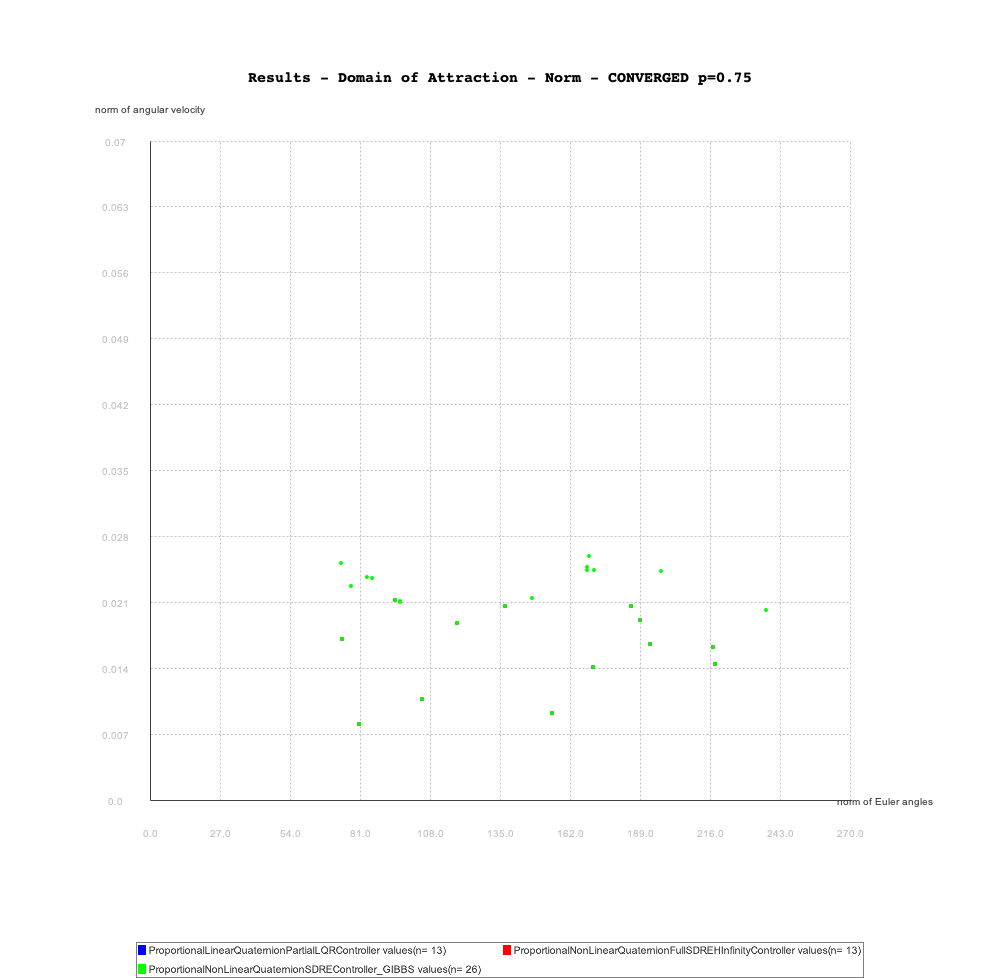 Results - Domain of Attraction - Norm - CONVERGED p=0.75
norm of angular velocity
0.07
0.063
0.056
0.049
0.042
0.035
0.028
0.021
0.014
0.007
0.0
norm of Euler angles
0.0 27.0 54.0 81.0 108.0 135.0 162.0 189.0 216.0 243.0 270.0
ProportionalLinearQuaternionPartialLQRController values(n= 13) ProportionalNonLinearQuaternionFullSDREHInfinityController values(n= 13)
ProportionalNonLinearQuaternionSDREController_GIBBS values(n= 26)